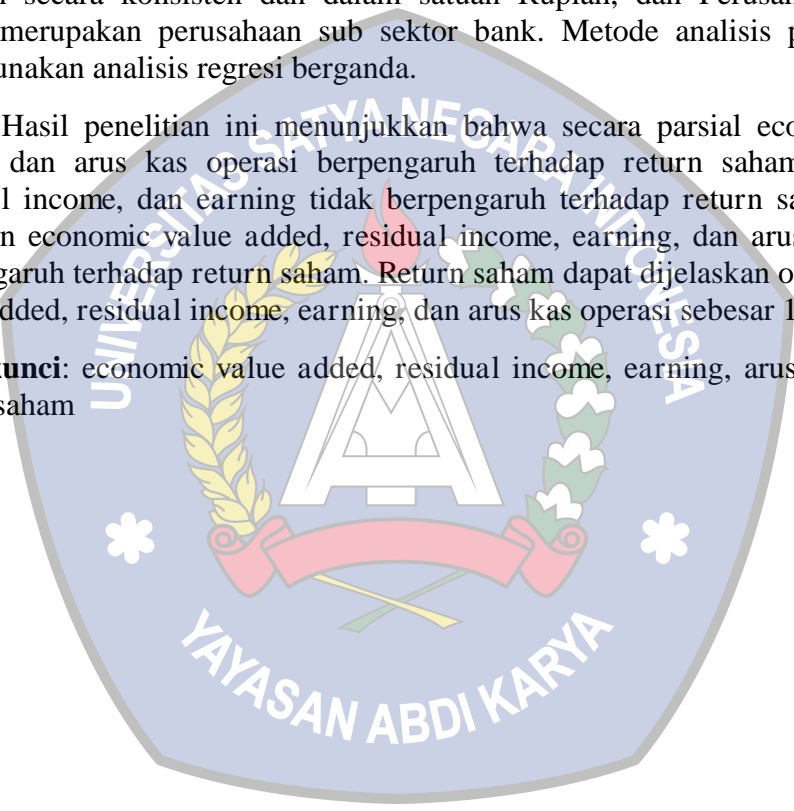 secara konsisten dan dalam satuan Rupiah, dan Perusah
merupakan perusahaan sub sektor bank. Metode analisis p
unakan analisis regresi berganda.
Hasil penelitian ini menunjukkan bahwa secara parsial eco
dan arus kas operasi berpengaruh terhadap return saham
l income, dan earning tidak berpengaruh terhadap return sa
n economic value added, residual income, earning, dan arus
garuh terhadap return saham. Return saham dapat dijelaskan o
dded, residual income, earning, dan arus kas operasi sebesar 1
unci: economic value added, residual income, earning, arus
saham
UNIVERSITAS SATYA NEGARA INDONESIA
YAYASAN ABDI KARYA